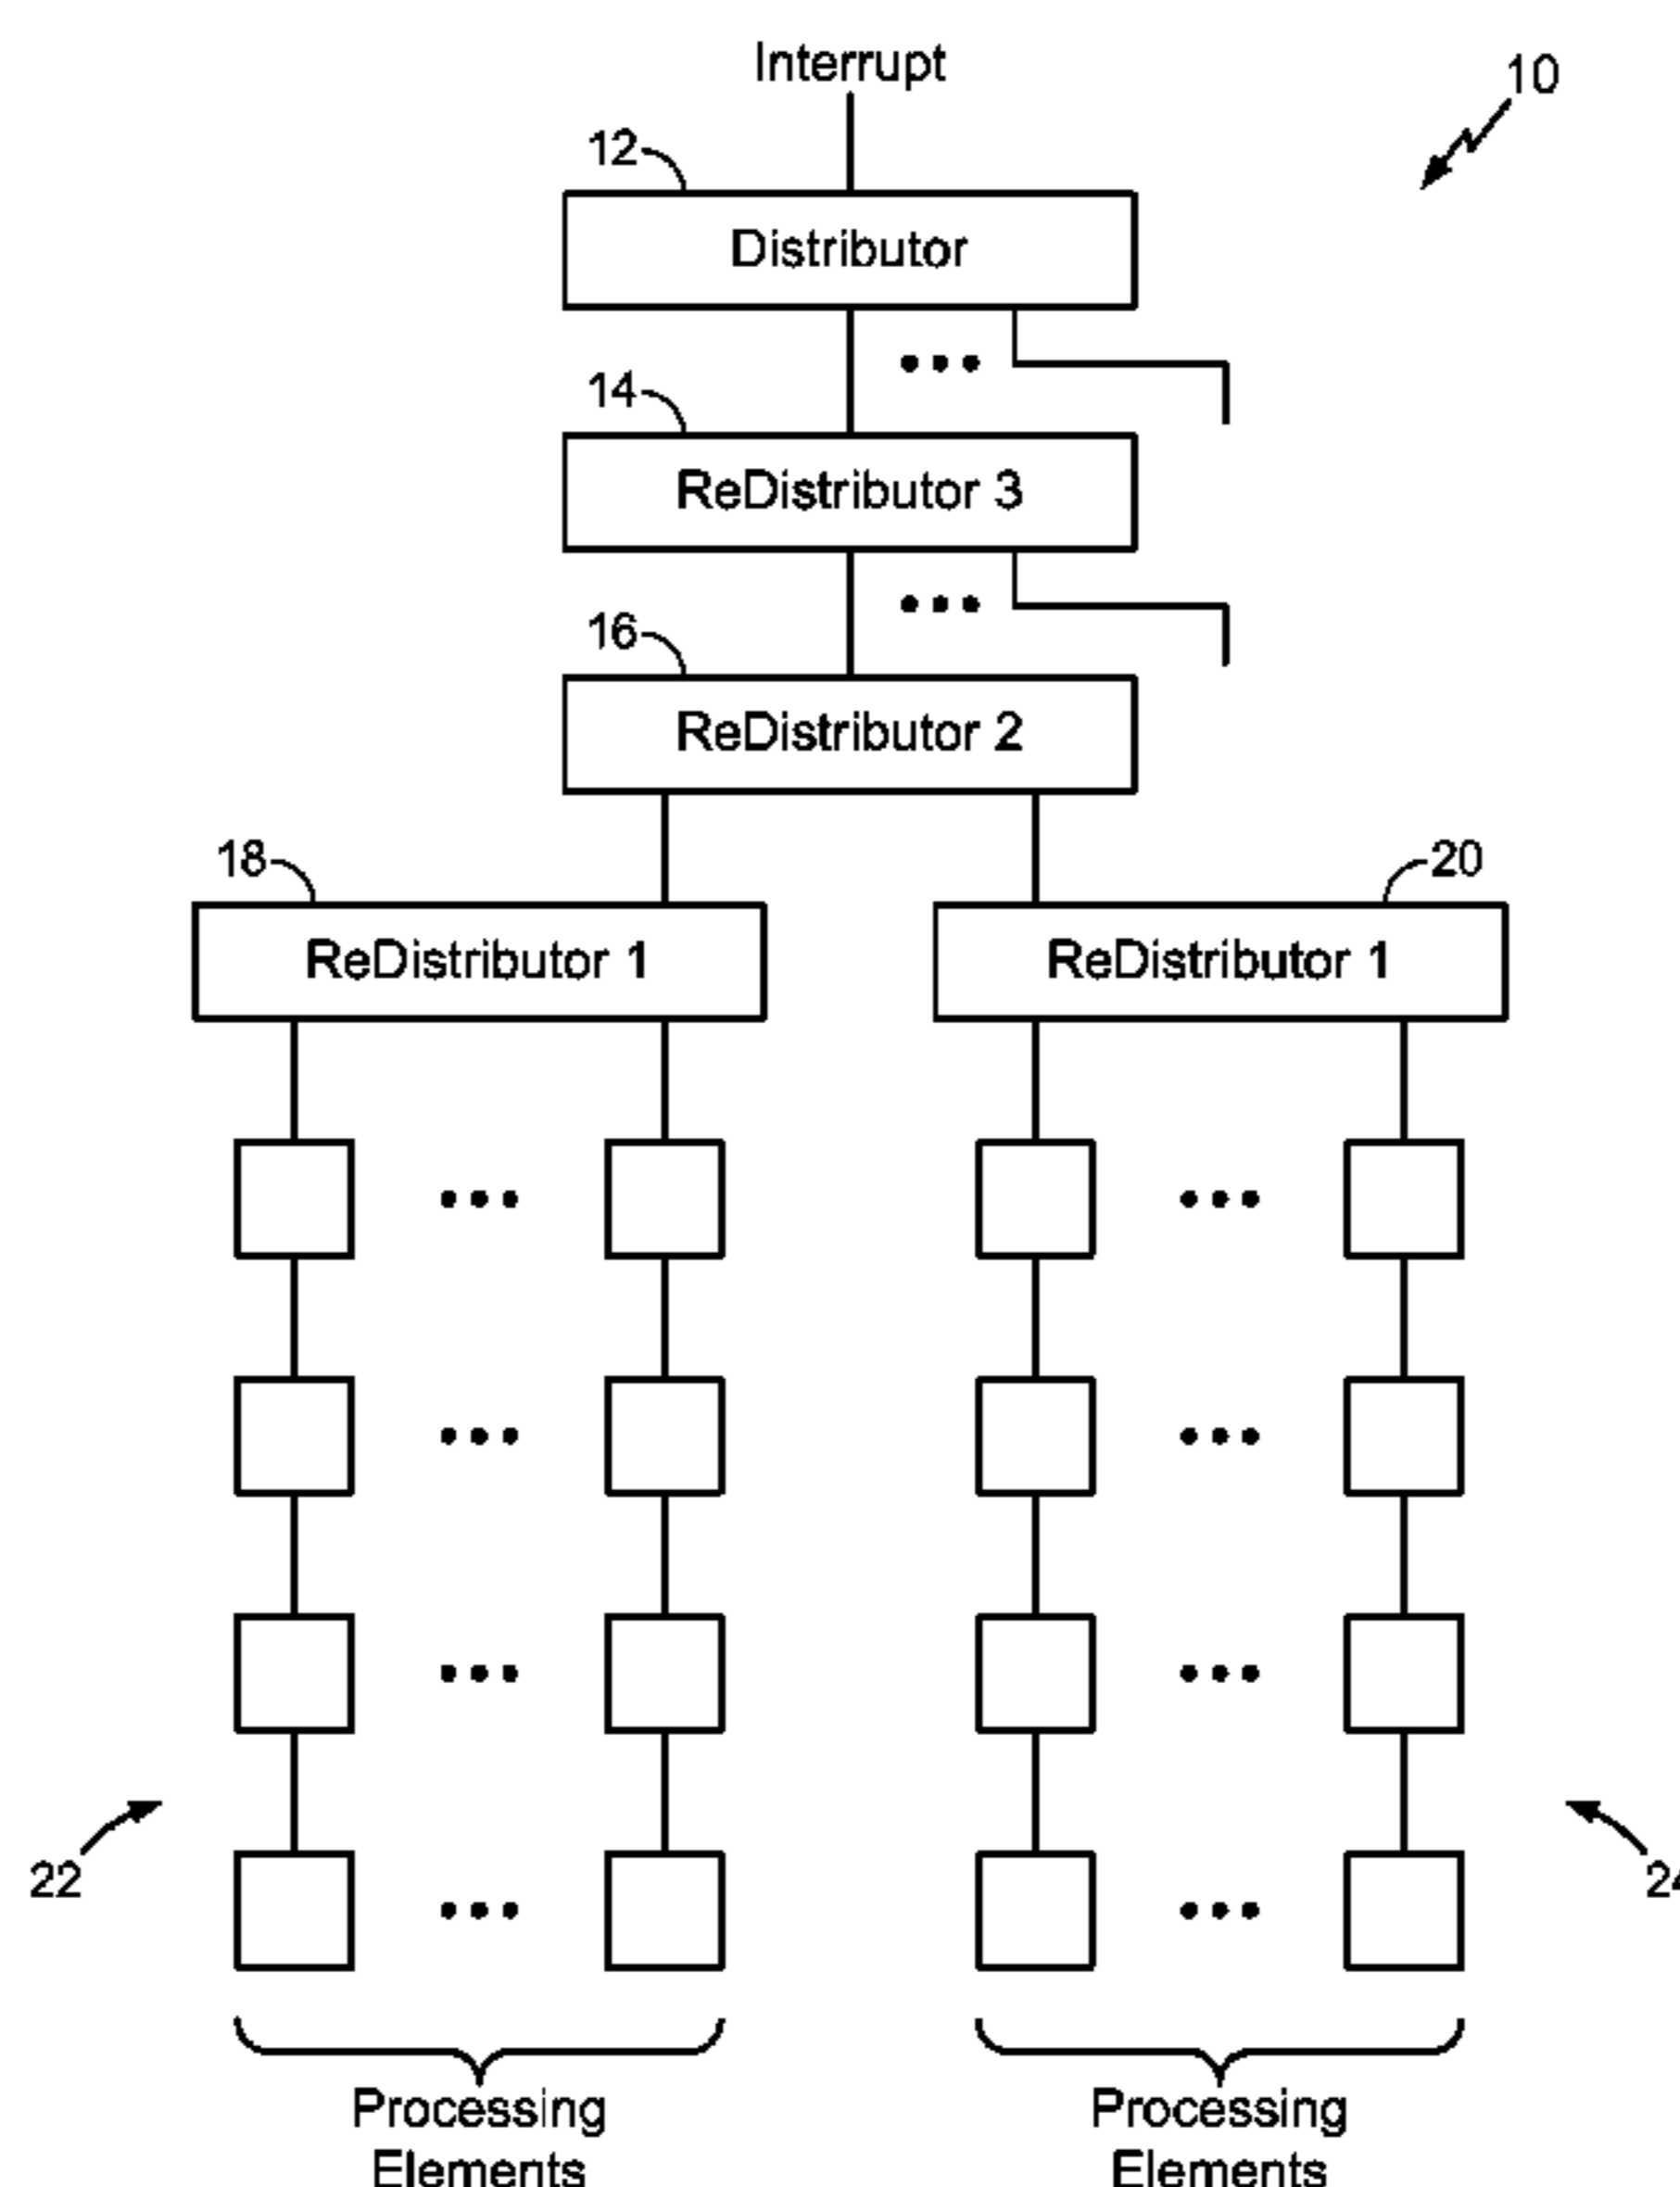 Interrupt
10
12
Distributor
14
ReDistributor 3
16
ReDistributor 2
18
20
ReDistributor 1
ReDistributor 1
22
24
Processing
Elements
Processing
Elements